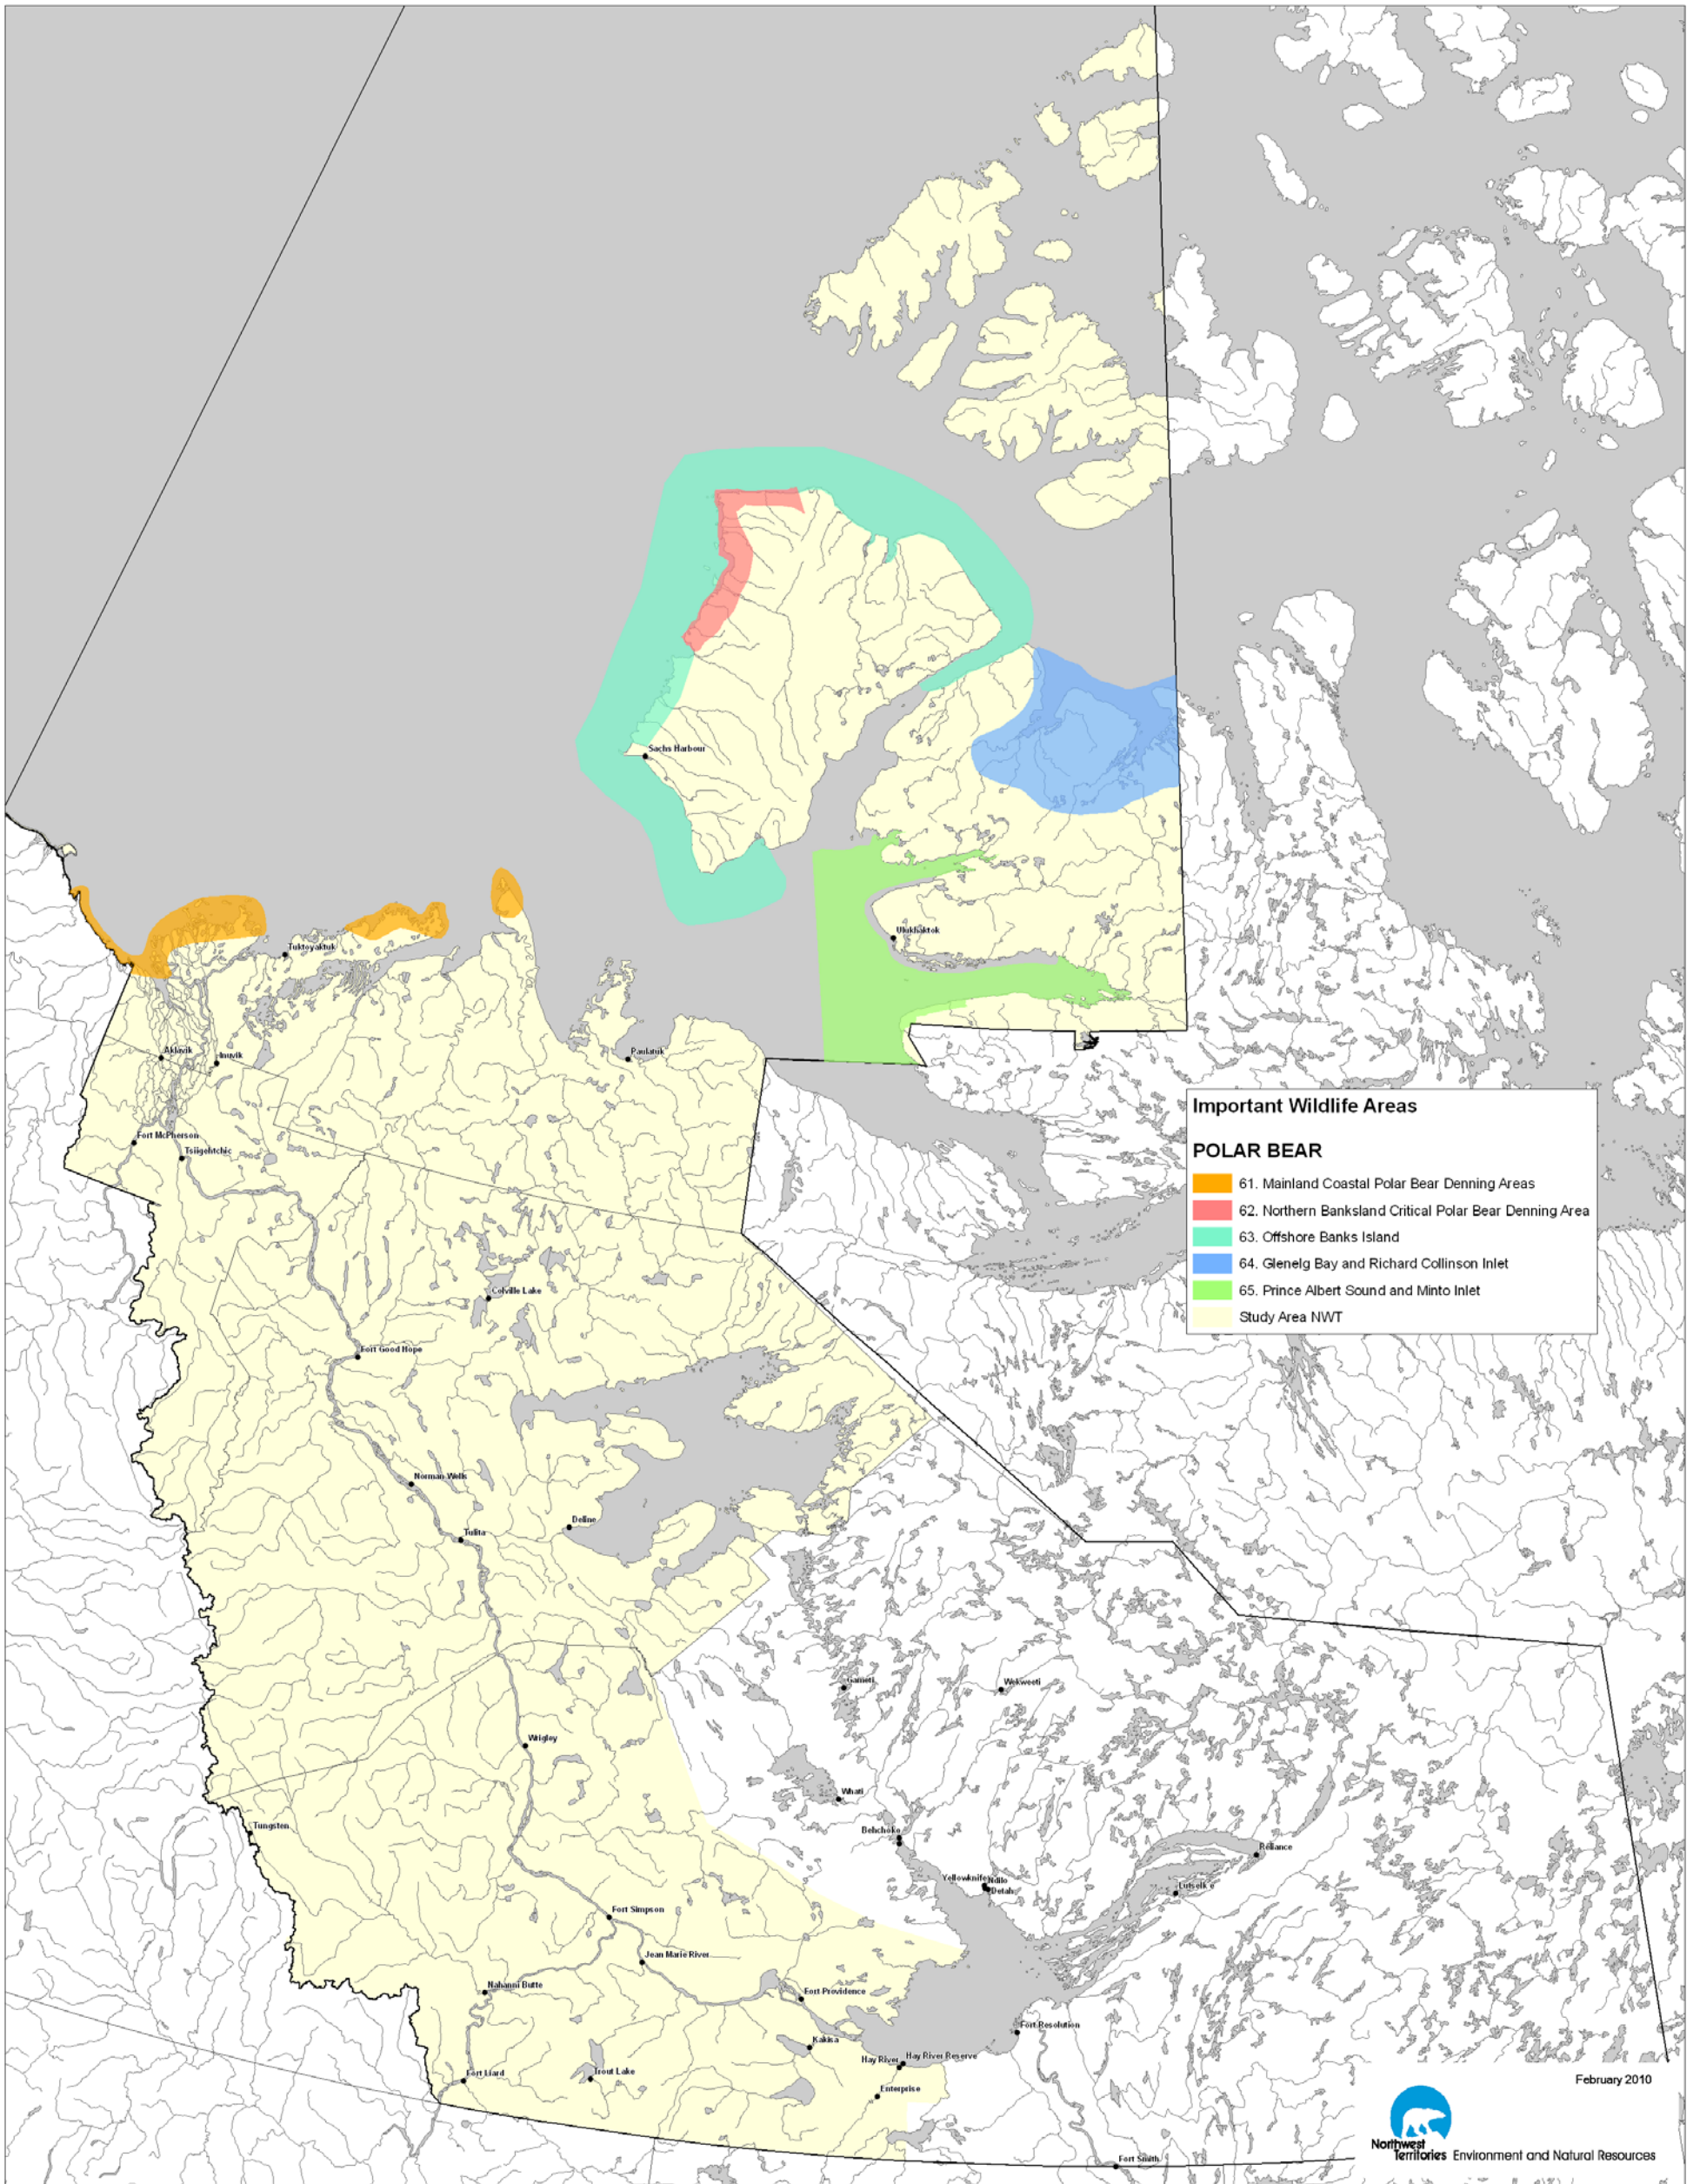 Sachs Harbour
Tuktoyaktuk
Ulukhaktok
Aklavik
Inuvik
Paulatuk
Important Wildlife Areas
POLAR BEAR
61. Mainland Coastal Polar Bear Denning Areas
62. Northern Banksland Critical Polar Bear Denning Area
63. Offshore Banks Island
64. Glenelg Bay and Richard Collinson Inlet
65. Prince Albert Sound and Minto Inlet
Study Area NWT
Fort McPherson
Tsiigehtchic
Colville Lake
Fort Good Hope
Norman Wells
Deline
Tulita
Gameti
Wekweeti
Wrigley
Whati
Tungsten
Behchoko
Reliance
Yellowknife
Ndilo
Detah
Lutselk'e
Fort Simpson
Jean Marie River
Nahanni Butte
Fort Providence
Fort Resolution
Kakisa
Hay River
Hay River Reserve
Fort Liard
Trout Lake
Enterprise
February 2010
Fort Smith
Northwest
Territories Environment and Natural Resources